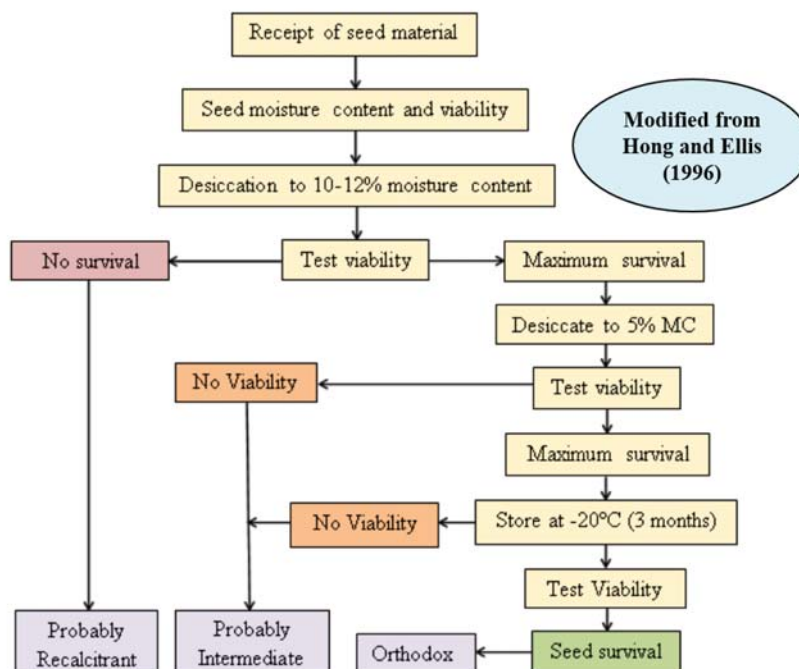 Receipt of seed material
Seed moisture content and viability
Modified from
Hong and Ellis
(1996)
Desiccation to 10-12% moisture content
No survival
Test viability
Maximum survival
Desiccate to 5% MC
No Viability
Test viability
Maximum survival
No Viability
Store at -20°C (3 months)
Test Viability
Probably
Recalcitrant
Probably
Intermediate
Orthodox
Seed survival